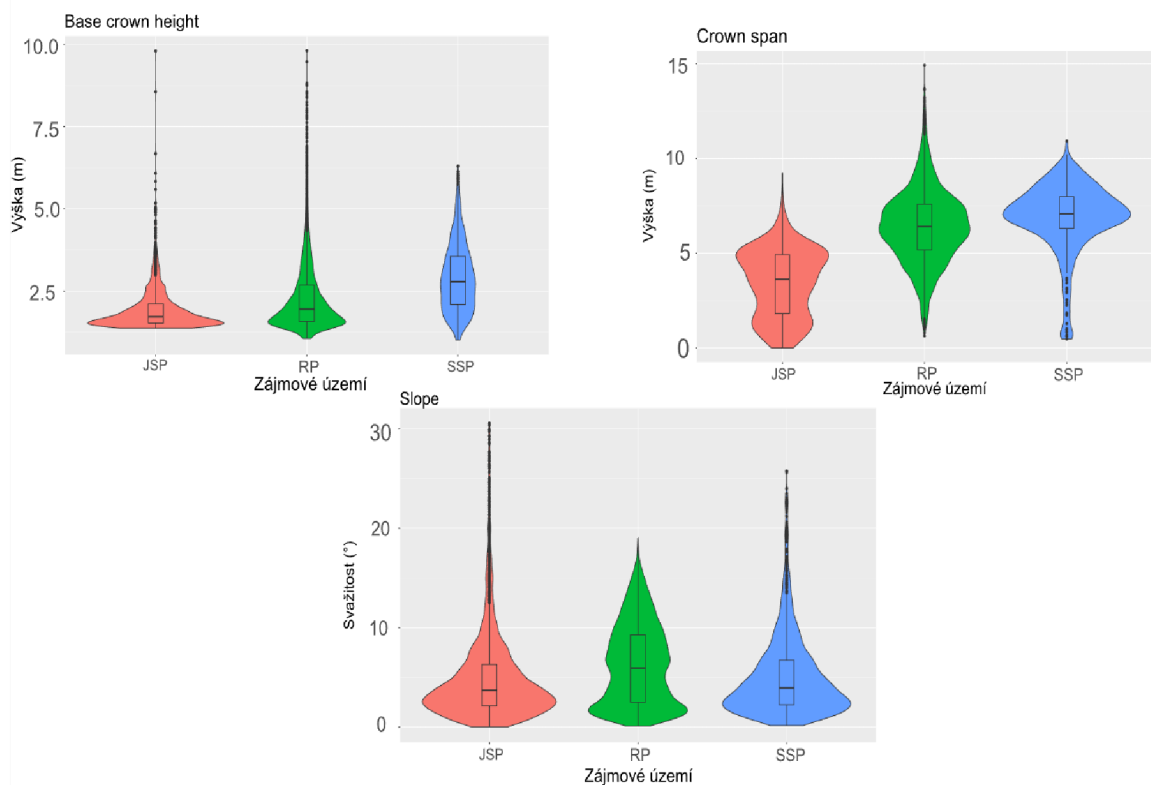 Base crown height
10.0
7.5
5.0
2.5
Výška (m)
JSP
RP
SSP
Zájmové území
Crown span
15
10
5
0
Výška (m)
JSP
RP
SSP
Zájmové území
Slope
30
20
10
0
Svažitost (°)
JSP
RP
SSP
Zájmové území